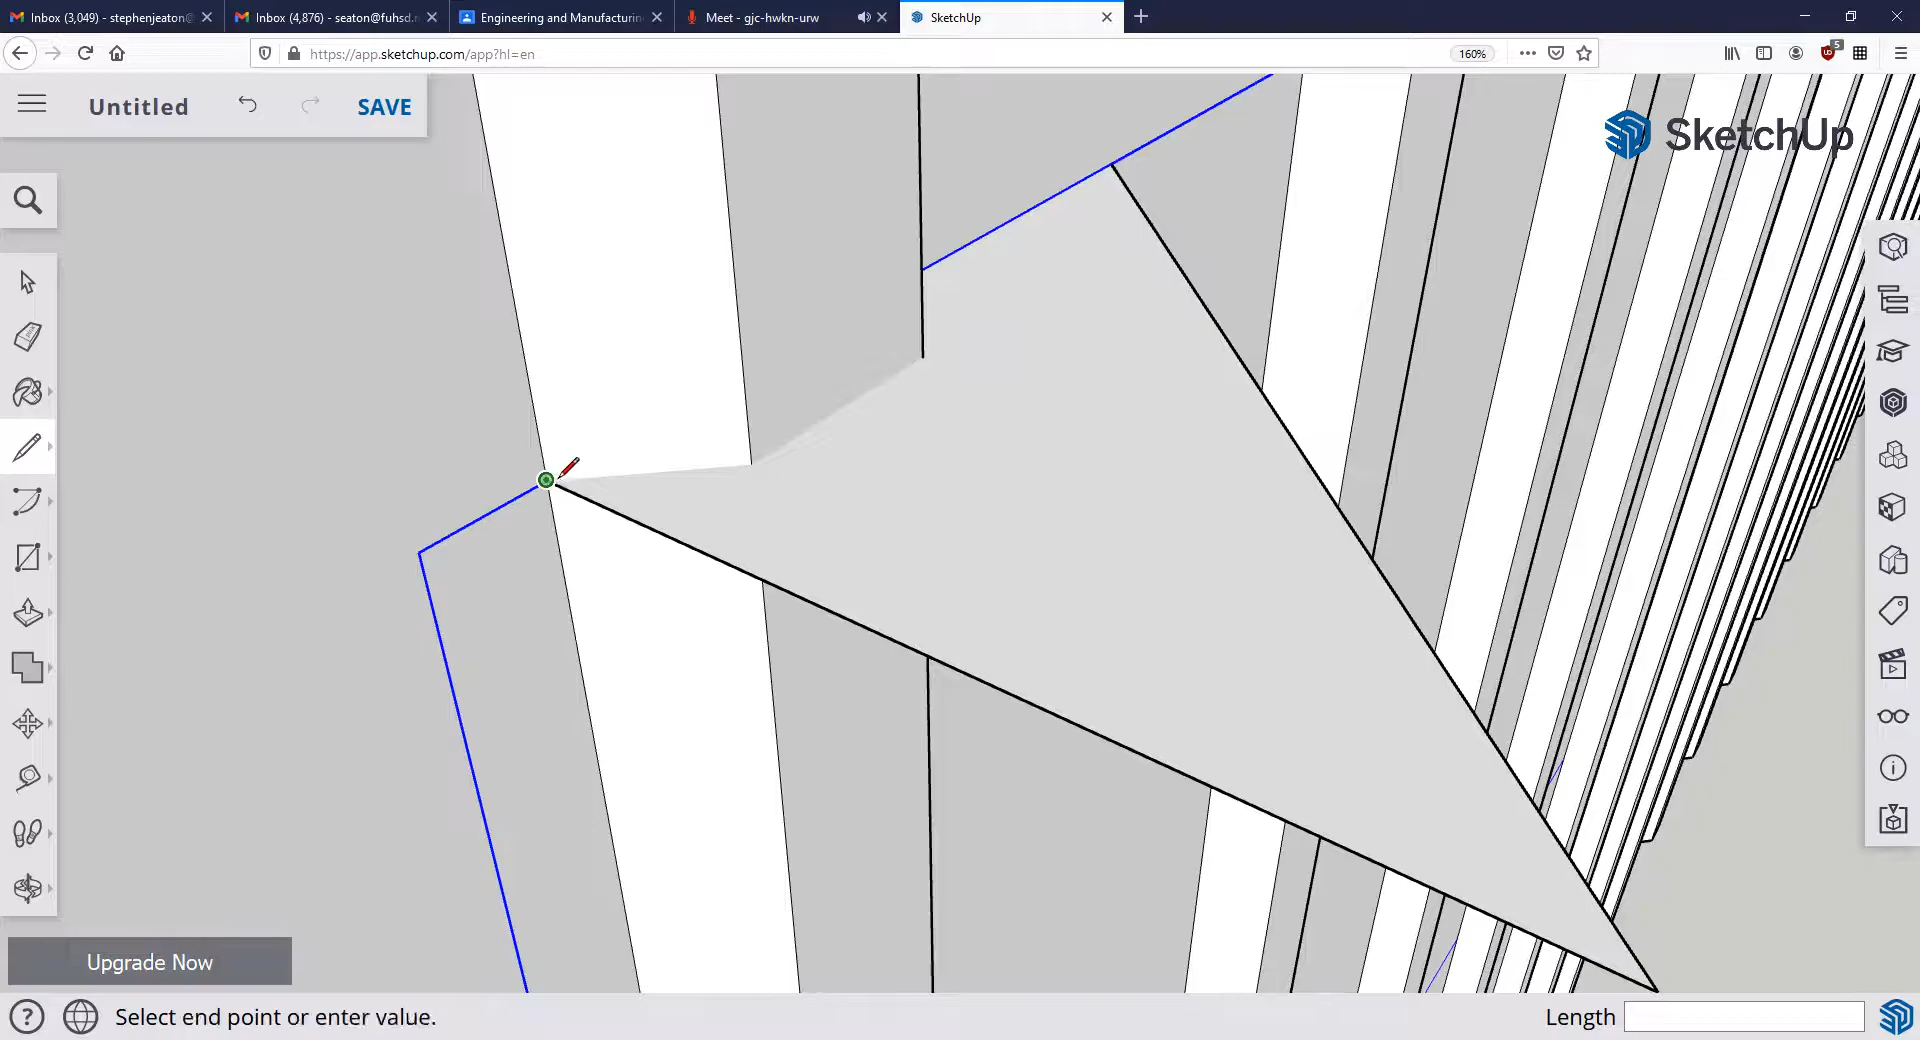 Inbox (3,049) - stephenjeaton@
Inbox (4,876) - seaton@fuhsd.
Engineering and Manufacturin
Meet - gjc-hwkn-urw
SketchUp
https://app.sketchup.com/app?hl=en
160%
5
Untitled
SAVE
SketchUp
Upgrade Now
Select end point or enter value.
Length